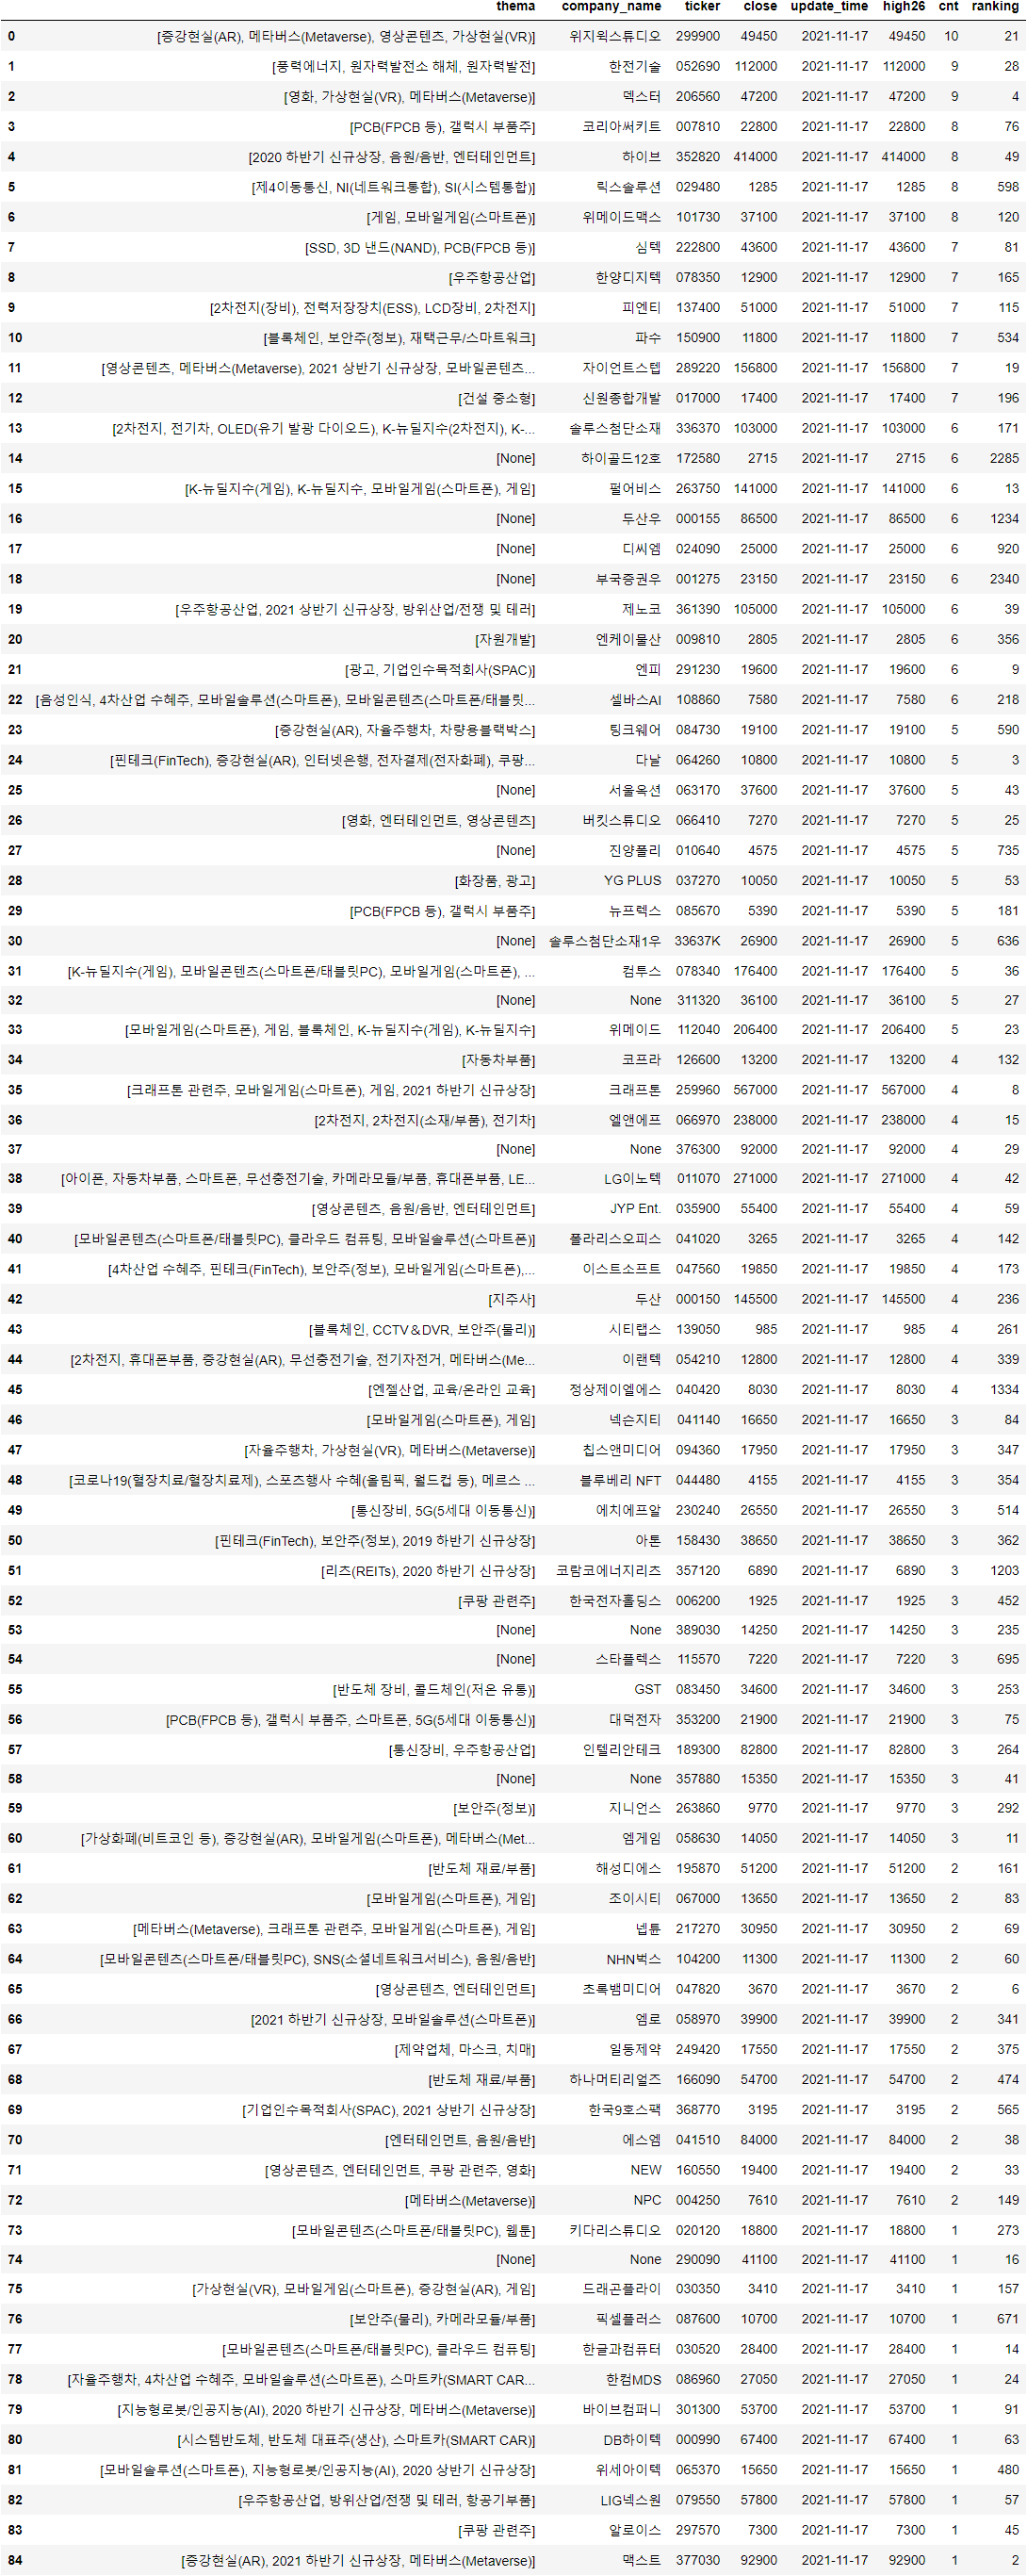 thema company_name ticker close update_time high26 cnt ranking
0 [증강현실(AR), 메타버스(Metaverse), 영상콘텐츠, 가상현실(VR)] 위지윅스튜디오 299900 49450 2021-11-17 49450 10 21
1 [풍력에너지, 원자력발전소 해체, 원자력발전] 한전기술 052690 112000 2021-11-17 112000 9 28
2 [영화, 가상현실(VR), 메타버스(Metaverse)] 덱스터 206560 47200 2021-11-17 47200 9 4
3 [PCB(FPCB 등), 갤럭시 부품주] 코리아써키트 007810 22800 2021-11-17 22800 8 76
4 [2020 하반기 신규상장, 음원/음반, 엔터테인먼트] 하이브 352820 414000 2021-11-17 414000 8 49
5 [제4이동통신, NI(네트워크통합), SI(시스템통합)] 릭스솔루션 029480 1285 2021-11-17 1285 8 598
6 [게임, 모바일게임(스마트폰)] 위메이드맥스 101730 37100 2021-11-17 37100 8 120
7 [SSD, 3D 낸드(NAND), PCB(FPCB 등)] 심텍 222800 43600 2021-11-17 43600 7 81
8 [우주항공산업] 한양디지텍 078350 12900 2021-11-17 12900 7 165
9 [2차전지(장비), 전력저장장치(ESS), LCD장비, 2차전지] 피엔티 137400 51000 2021-11-17 51000 7 115
10 [블록체인, 보안주(정보), 재택근무/스마트워크] 파수 150900 11800 2021-11-17 11800 7 534
11 [영상콘텐츠, 메타버스(Metaverse), 2021 상반기 신규상장, 모바일콘텐츠... 자이언트스텝 289220 156800 2021-11-17 156800 7 19
12 [건설 중소형] 신원종합개발 017000 17400 2021-11-17 17400 7 196
13 [2차전지, 전기차, OLED(유기 발광 다이오드), K-뉴딜지수(2차전지), K-... 솔루스첨단소재 336370 103000 2021-11-17 103000 6 171
14 [None] 하이골드12호 172580 2715 2021-11-17 2715 6 2285
15 [K-뉴딜지수(게임), K-뉴딜지수, 모바일게임(스마트폰), 게임] 펄어비스 263750 141000 2021-11-17 141000 6 13
16 [None] 두산우 000155 86500 2021-11-17 86500 6 1234
17 [None] 디씨엠 024090 25000 2021-11-17 25000 6 920
18 [None] 부국증권우 001275 23150 2021-11-17 23150 6 2340
19 [우주항공산업, 2021 상반기 신규상장, 방위산업/전쟁 및 테러] 제노코 361390 105000 2021-11-17 105000 6 39
20 [자원개발] 엔케이물산 009810 2805 2021-11-17 2805 6 356
21 [광고, 기업인수목적회사(SPAC)] 엔피 291230 19600 2021-11-17 19600 6 9
22 [음성인식, 4차산업 수혜주, 모바일솔루션(스마트폰), 모바일콘텐츠(스마트폰/태블릿... 셀바스AI 108860 7580 2021-11-17 7580 6 218
23 [증강현실(AR), 자율주행차, 차량용블랙박스] 팅크웨어 084730 19100 2021-11-17 19100 5 590
24 [핀테크(FinTech), 증강현실(AR), 인터넷은행, 전자결제(전자화폐), 쿠팡... 다날 064260 10800 2021-11-17 10800 5 3
25 [None] 서울옥션 063170 37600 2021-11-17 37600 5 43
26 [영화, 엔터테인먼트, 영상콘텐츠] 버킷스튜디오 066410 7270 2021-11-17 7270 5 25
27 [None] 진양폴리 010640 4575 2021-11-17 4575 5 735
28 [화장품, 광고] YG PLUS 037270 10050 2021-11-17 10050 5 53
29 [PCB(FPCB 등), 갤럭시 부품주] 뉴프렉스 085670 5390 2021-11-17 5390 5 181
30 [None] 솔루스첨단소재1우 33637K 26900 2021-11-17 26900 5 636
31 [K-뉴딜지수(게임), 모바일콘텐츠(스마트폰/태블릿PC), 모바일게임(스마트폰), ... 컴투스 078340 176400 2021-11-17 176400 5 36
32 [None] None 311320 36100 2021-11-17 36100 5 27
33 [모바일게임(스마트폰), 게임, 블록체인, K-뉴딜지수(게임), K-뉴딜지수] 위메이드 112040 206400 2021-11-17 206400 5 23
34 [자동차부품] 코프라 126600 13200 2021-11-17 13200 4 132
35 [크래프톤 관련주, 모바일게임(스마트폰), 게임, 2021 하반기 신규상장] 크래프톤 259960 567000 2021-11-17 567000 4 8
36 [2차전지, 2차전지(소재/부품), 전기차] 엘앤에프 066970 238000 2021-11-17 238000 4 15
37 [None] None 376300 92000 2021-11-17 92000 4 29
38 [아이폰, 자동차부품, 스마트폰, 무선충전기술, 카메라모듈/부품, 휴대폰부품, LE... LG이노텍 011070 271000 2021-11-17 271000 4 42
39 [영상콘텐츠, 음원/음반, 엔터테인먼트] JYP Ent. 035900 55400 2021-11-17 55400 4 59
40 [모바일콘텐츠(스마트폰/태블릿PC), 클라우드 컴퓨팅, 모바일솔루션(스마트폰)] 폴라리스오피스 041020 3265 2021-11-17 3265 4 142
41 [4차산업 수혜주, 핀테크(FinTech), 보안주(정보), 모바일게임(스마트폰),... 이스트소프트 047560 19850 2021-11-17 19850 4 173
42 [지주사] 두산 000150 145500 2021-11-17 145500 4 236
43 [블록체인, CCTV＆DVR, 보안주(물리)] 시티랩스 139050 985 2021-11-17 985 4 261
44 [2차전지, 휴대폰부품, 증강현실(AR), 무선충전기술, 전기자전거, 메타버스(Me... 이랜텍 054210 12800 2021-11-17 12800 4 339
45 [엔젤산업, 교육/온라인 교육] 정상제이엘에스 040420 8030 2021-11-17 8030 4 1334
46 [모바일게임(스마트폰), 게임] 넥슨지티 041140 16650 2021-11-17 16650 3 84
47 [자율주행차, 가상현실(VR), 메타버스(Metaverse)] 칩스앤미디어 094360 17950 2021-11-17 17950 3 347
48 [코로나19(혈장치료/혈장치료제), 스포츠행사 수혜(올림픽, 월드컵 등), 메르스 ... 블루베리 NFT 044480 4155 2021-11-17 4155 3 354
49 [통신장비, 5G(5세대 이동통신)] 에치에프알 230240 26550 2021-11-17 26550 3 514
50 [핀테크(FinTech), 보안주(정보), 2019 하반기 신규상장] 아톤 158430 38650 2021-11-17 38650 3 362
51 [리츠(REITs), 2020 하반기 신규상장] 코람코에너지리츠 357120 6890 2021-11-17 6890 3 1203
52 [쿠팡 관련주] 한국전자홀딩스 006200 1925 2021-11-17 1925 3 452
53 [None] None 389030 14250 2021-11-17 14250 3 235
54 [None] 스타플렉스 115570 7220 2021-11-17 7220 3 695
55 [반도체 장비, 콜드체인(저온 유통)] GST 083450 34600 2021-11-17 34600 3 253
56 [PCB(FPCB 등), 갤럭시 부품주, 스마트폰, 5G(5세대 이동통신)] 대덕전자 353200 21900 2021-11-17 21900 3 75
57 [통신장비, 우주항공산업] 인텔리안테크 189300 82800 2021-11-17 82800 3 264
58 [None] None 357880 15350 2021-11-17 15350 3 41
59 [보안주(정보)] 지니언스 263860 9770 2021-11-17 9770 3 292
60 [가상화폐(비트코인 등), 증강현실(AR), 모바일게임(스마트폰), 메타버스(Met... 엠게임 058630 14050 2021-11-17 14050 3 11
61 [반도체 재료/부품] 해성디에스 195870 51200 2021-11-17 51200 2 161
62 [모바일게임(스마트폰), 게임] 조이시티 067000 13650 2021-11-17 13650 2 83
63 [메타버스(Metaverse), 크래프톤 관련주, 모바일게임(스마트폰), 게임] 넵튠 217270 30950 2021-11-17 30950 2 69
64 [모바일콘텐츠(스마트폰/태블릿PC), SNS(소셜네트워크서비스), 음원/음반] NHN벅스 104200 11300 2021-11-17 11300 2 60
65 [영상콘텐츠, 엔터테인먼트] 초록뱀미디어 047820 3670 2021-11-17 3670 2 6
66 [2021 하반기 신규상장, 모바일솔루션(스마트폰)] 엠로 058970 39900 2021-11-17 39900 2 341
67 [제약업체, 마스크, 치매] 일동제약 249420 17550 2021-11-17 17550 2 375
68 [반도체 재료/부품] 하나머티리얼즈 166090 54700 2021-11-17 54700 2 474
69 [기업인수목적회사(SPAC), 2021 상반기 신규상장] 한국9호스팩 368770 3195 2021-11-17 3195 2 565
70 [엔터테인먼트, 음원/음반] 에스엠 041510 84000 2021-11-17 84000 2 38
71 [영상콘텐츠, 엔터테인먼트, 쿠팡 관련주, 영화] NEW 160550 19400 2021-11-17 19400 2 33
72 [메타버스(Metaverse)] NPC 004250 7610 2021-11-17 7610 2 149
73 [모바일콘텐츠(스마트폰/태블릿PC), 웹툰] 키다리스튜디오 020120 18800 2021-11-17 18800 1 273
74 [None] None 290090 41100 2021-11-17 41100 1 16
75 [가상현실(VR), 모바일게임(스마트폰), 증강현실(AR), 게임] 드래곤플라이 030350 3410 2021-11-17 3410 1 157
76 [보안주(물리), 카메라모듈/부품] 픽셀플러스 087600 10700 2021-11-17 10700 1 671
77 [모바일콘텐츠(스마트폰/태블릿PC), 클라우드 컴퓨팅] 한글과컴퓨터 030520 28400 2021-11-17 28400 1 14
78 [자율주행차, 4차산업 수혜주, 모바일솔루션(스마트폰), 스마트카(SMART CAR... 한컴MDS 086960 27050 2021-11-17 27050 1 24
79 [지능형로봇/인공지능(AI), 2020 하반기 신규상장, 메타버스(Metaverse)] 바이브컴퍼니 301300 53700 2021-11-17 53700 1 91
80 [시스템반도체, 반도체 대표주(생산), 스마트카(SMART CAR)] DB하이텍 000990 67400 2021-11-17 67400 1 63
81 [모바일솔루션(스마트폰), 지능형로봇/인공지능(AI), 2020 상반기 신규상장] 위세아이텍 065370 15650 2021-11-17 15650 1 480
82 [우주항공산업, 방위산업/전쟁 및 테러, 항공기부품] LIG넥스원 079550 57800 2021-11-17 57800 1 57
83 [쿠팡 관련주] 알로이스 297570 7300 2021-11-17 7300 1 45
84 [증강현실(AR), 2021 하반기 신규상장, 메타버스(Metaverse)] 맥스트 377030 92900 2021-11-17 92900 1 2